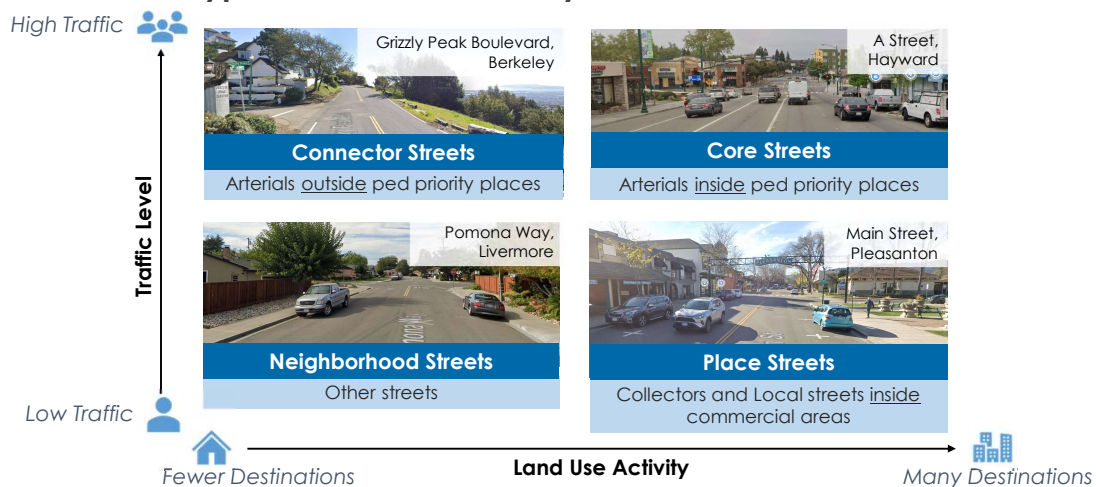 High Traffic
Grizzly Peak Boulevard,
Berkeley
A Street,
Hayward
Connector Streets
Arterials outside ped priority places
Core Streets
Arterials inside ped priority places
Traffic Level
Pomona Way,
Livermore
Main Street,
Pleasanton
Neighborhood Streets
Other streets
Place Streets
Collectors and Local streets inside
commercial areas
Low Traffic
Land Use Activity
Fewer Destinations
Many Destinations